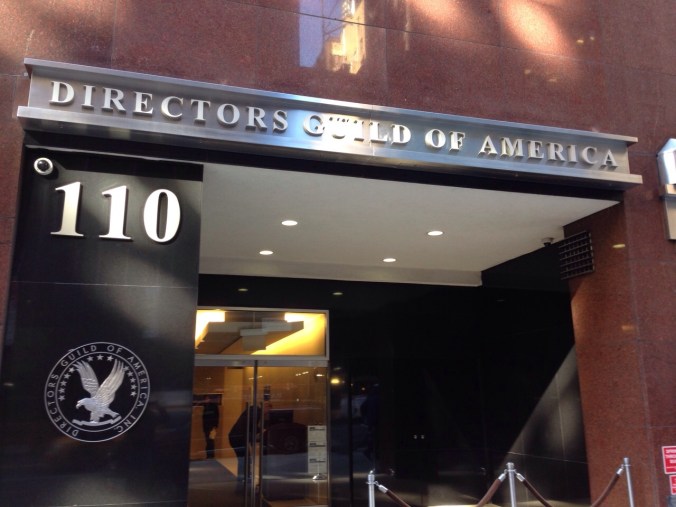 DIRECTORS GUILD OF AMERICA
110
DIRECTORS GUILD OF AMERICA INC.